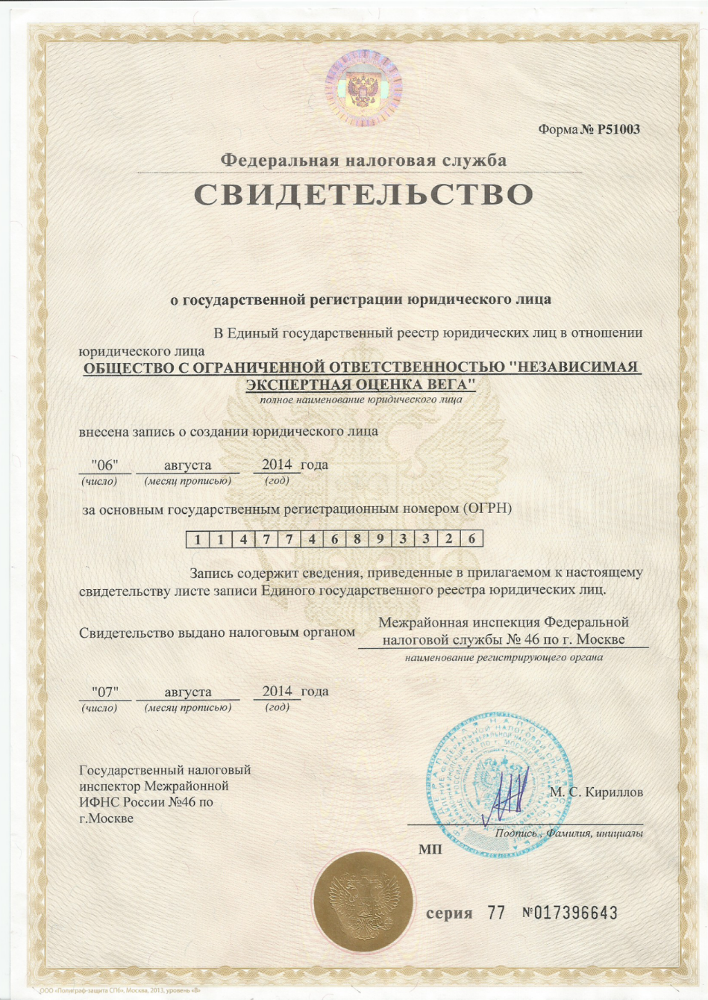 Форма № Р51003
Федеральная налоговая служба
СВИДЕТЕЛЬСТВО
о государственной регистрации юридического лица
В Единый государственный реестр юридических лиц в отношении
юридического лица
ОБЩЕСТВО С ОГРАНИЧЕННОЙ ОТВЕТСТВЕННОСТЬЮ "НЕЗАВИСИМАЯ
ЭКСПЕРТНАЯ ОЦЕНКА ВЕГА"
полное наименование юридического лица
внесена запись о создании юридического лица
"06" августа 2014 года
(число) (месяц прописью) (год)
за основным государственным регистрационным номером (ОГРН)
1 1 4 7 7 4 6 8 9 3 3 2 6
Запись содержит сведения, приведенные в прилагаемом к настоящему
свидетельству листе записи Единого государственного реестра юридических лиц.
Свидетельство выдано налоговым органом
Межрайонная инспекция Федеральной
налоговой службы № 46 по г. Москве
наименование регистрирующего органа
"07" августа 2014 года
(число) (месяц прописью) (год)
Государственный налоговый
инспектор Межрайонной
ИФНС России №46 по
г.Москве
М. С. Кириллов
Подпись , Фамилия, инициалы
МП
серия 77 №017396643
ООО «Полиграф-защита СПб», Москва, 2013, уровень «В»